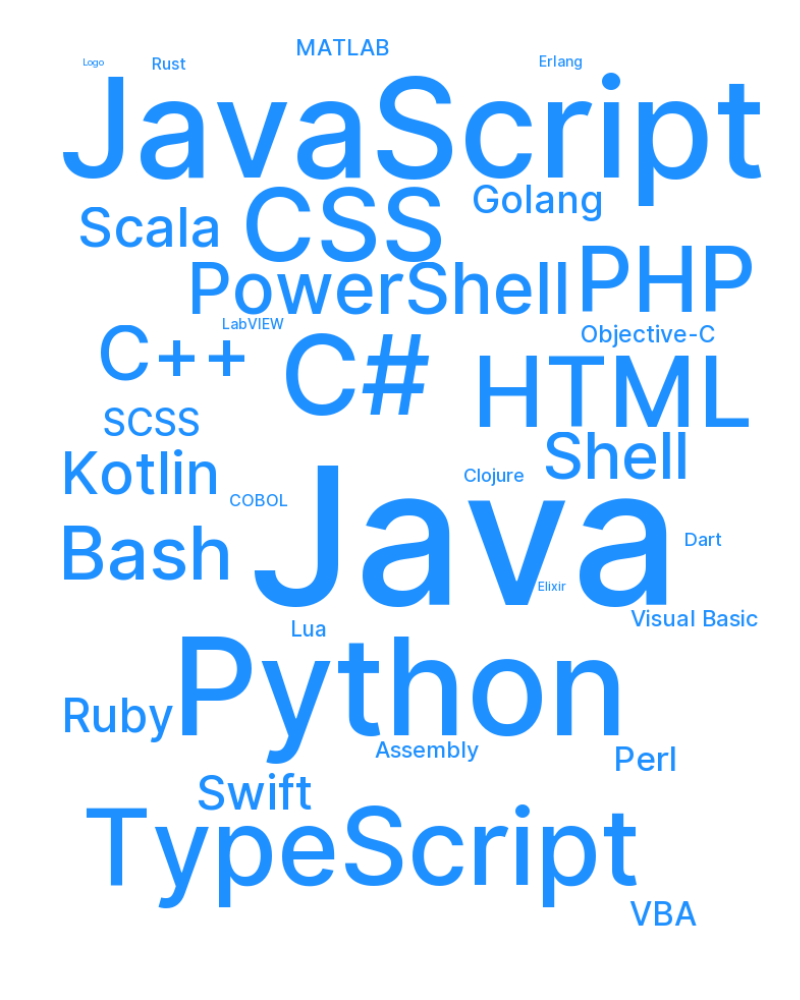 MATLAB
Logo
Rust
Erlang
JavaScript
CSS
Golang
Scala
PowerShell
PHP
LabVIEW
C++
C#
Objective-C
HTML
SCSS
Shell
Kotlin
Clojure
COBOL
Java
Bash
Dart
Elixir
Visual Basic
Lua
Python
Ruby
Assembly
Perl
Swift
TypeScript
VBA